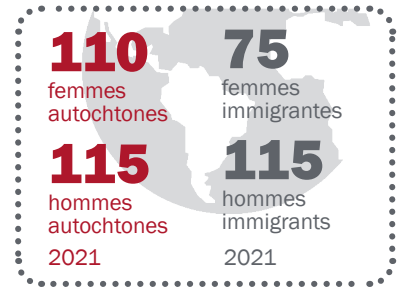 110
femmes
autochtones
115
hommes
autochtones
2021
75
femmes
immigrantes
115
hommes
immigrants
2021